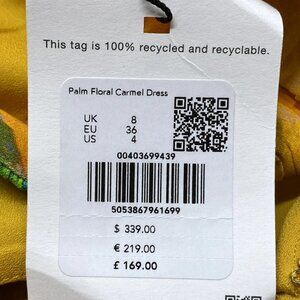 This tag is 100% recycled and recyclable.
Palm Floral Carmel Dress
UK 8
EU 36
US 4
00403699439
5053867961699
$ 339.00
€ 219.00
£ 169.00